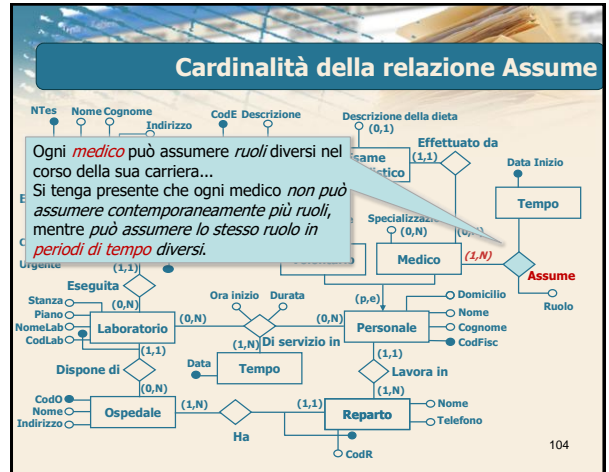 Cardinalità della relazione Assume
NTes
Nome Cognome
Indirizzo
CodE Descrizione
Descrizione della dieta
(0,1)
Effettuato da
(1,1)
Data Inizio
Tempo
Ogni medico può assumere ruoli diversi nel
corso della sua carriera...
Si tenga presente che ogni medico non può
assumere contemporaneamente più ruoli,
mentre può assumere lo stesso ruolo in
periodi di tempo diversi.
Specializzazione
(0,N)
Medico
(1,N)
Assume
Ruolo
Urgente
(1,1)
Eseguita
(0,N)
Stanza
Piano
NomeLab
CodLab
Laboratorio
(0,N)
Ora inizio
Durata
(0,N)
(p,e)
Personale
Domicilio
Nome
Cognome
CodFisc
(1,N)
Di servizio in
Data
Tempo
(1,1)
Dispone di
(0,N)
(1,1)
Lavora in
(1,N)
CodO
Nome
Indirizzo
Ospedale
(1,N)
Ha
(1,1)
Reparto
Nome
Telefono
CodR
104